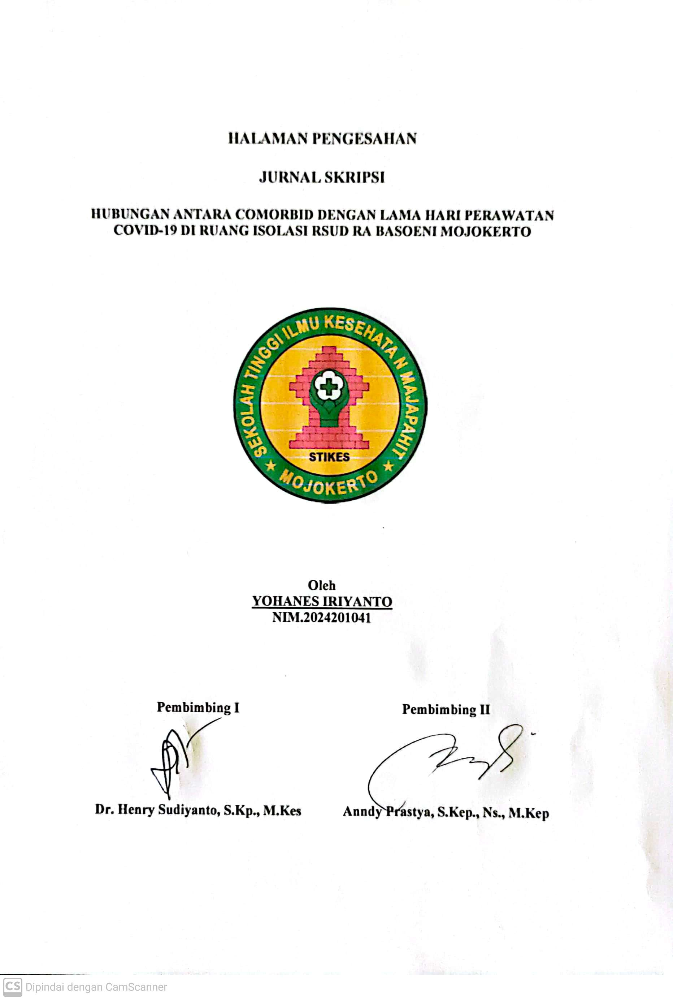 HALAMAN PENGESAHAN
JURNAL SKRIPSI
HUBUNGAN ANTARA COMORBID DENGAN LAMA HARI PERAWATAN
COVID-19 DI RUANG ISOLASI RSUD RA BASOENI MOJOKERTO
SEKOLAH TINGGI ILMU KESEHATAN MAJAPAHIT
STIKES
MOJOKERTO
Oleh
YOHANES IRIYANTO
NIM.2024201041
Pembimbing I
Pembimbing II
Dr. Henry Sudiyanto, S.Kp., M.Kes
Anndy Prastya, S.Kep., Ns., M.Kep
CS Dipindai dengan CamScanner